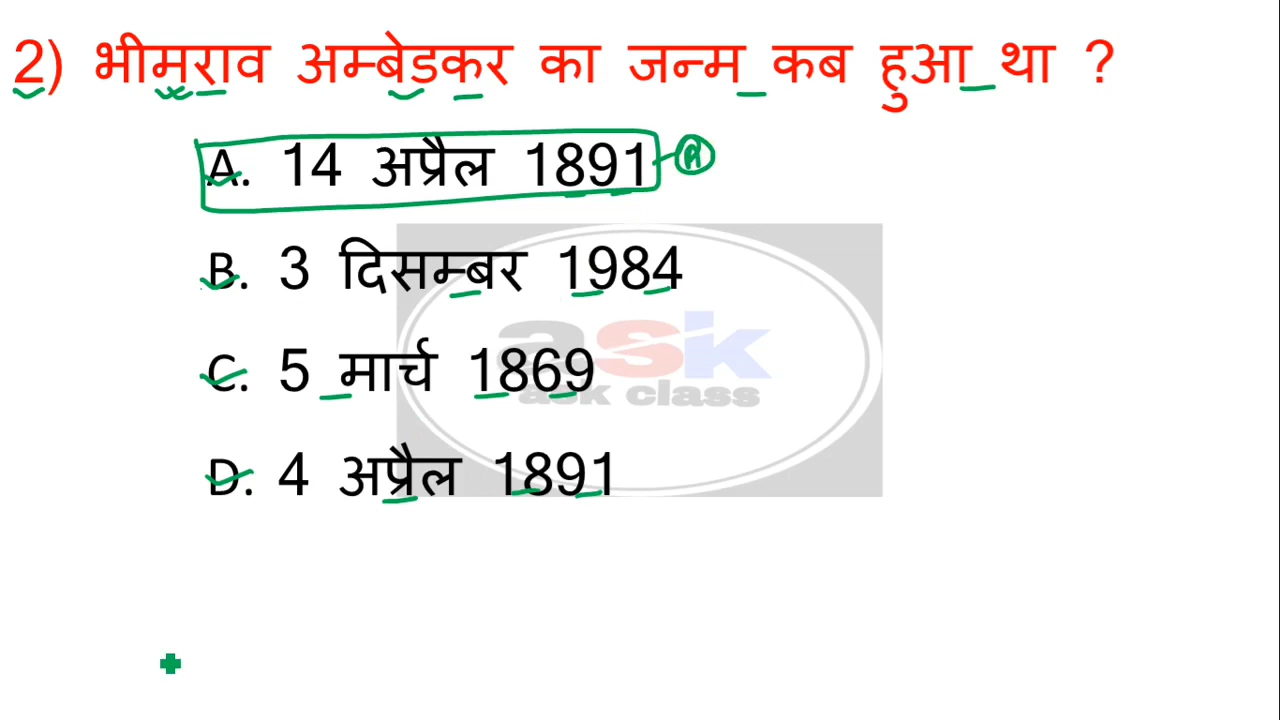 2) भीमुराव अम्बेडकर का जन्म कब हुआ था ?
A. 14 अप्रैल 1891
B. 3 दिसम्बर 1984
C. 5 मार्च 1869
D. 4 अप्रैल 1891
ask
ask class